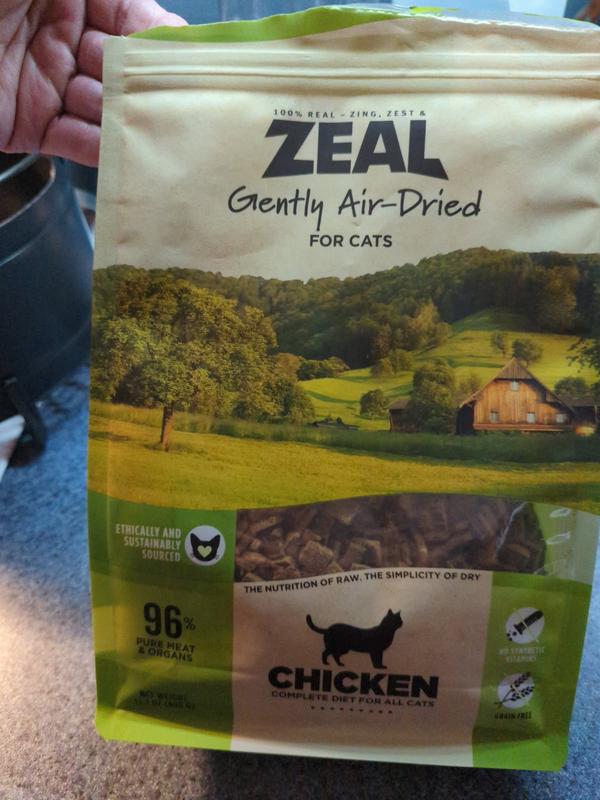 100% REAL – ZING, ZEST &
ZEAL
Gently Air-Dried
FOR CATS
ETHICALLY AND
SUSTAINABLY
SOURCED
THE NUTRITION OF RAW. THE SIMPLICITY OF DRY
96%
PURE MEAT
& ORGANS
NO SYNTHETIC
VITAMINS
CHICKEN
COMPLETE DIET FOR ALL CATS
NET WEIGHT
GRAIN FREE